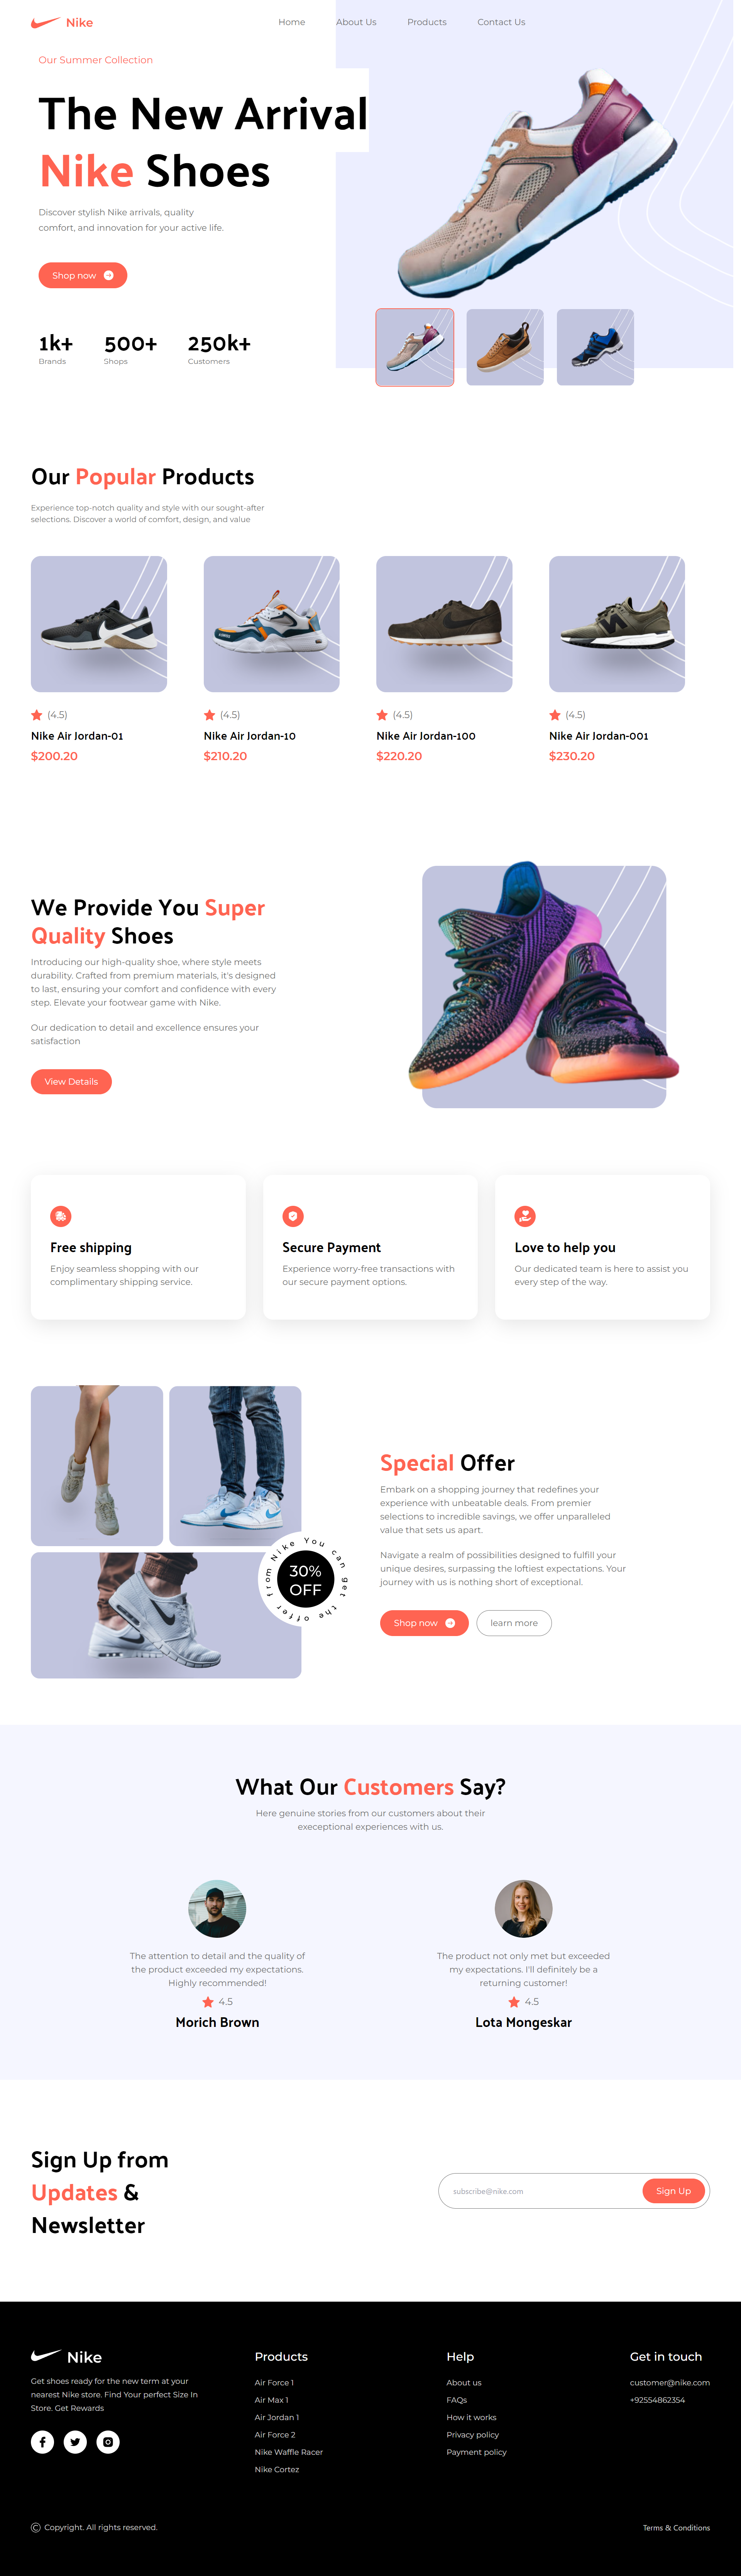 Nike
Home About Us Products Contact Us
Our Summer Collection
The New Arrival
Nike Shoes
Discover stylish Nike arrivals, quality
comfort, and innovation for your active life.
Shop now
1k+ 500+ 250k+
Brands Shops Customers
Our Popular Products
Experience top-notch quality and style with our sought-after
selections. Discover a world of comfort, design, and value
(4.5) (4.5) (4.5) (4.5)
Nike Air Jordan-01 Nike Air Jordan-10 Nike Air Jordan-100 Nike Air Jordan-001
$200.20 $210.20 $220.20 $230.20
We Provide You Super
Quality Shoes
Introducing our high-quality shoe, where style meets
durability. Crafted from premium materials, it's designed
to last, ensuring your comfort and confidence with every
step. Elevate your footwear game with Nike.
Our dedication to detail and excellence ensures your
satisfaction
View Details
Free shipping
Enjoy seamless shopping with our
complimentary shipping service.
Secure Payment
Experience worry-free transactions with
our secure payment options.
Love to help you
Our dedicated team is here to assist you
every step of the way.
You can get the offer from Nike
30%
OFF
Special Offer
Embark on a shopping journey that redefines your
experience with unbeatable deals. From premier
selections to incredible savings, we offer unparalleled
value that sets us apart.
Navigate a realm of possibilities designed to fulfill your
unique desires, surpassing the loftiest expectations. Your
journey with us is nothing short of exceptional.
Shop now learn more
What Our Customers Say?
Here genuine stories from our customers about their
execeptional experiences with us.
The attention to detail and the quality of
the product exceeded my expectations.
Highly recommended!
4.5
Morich Brown
The product not only met but exceeded
my expectations. I'll definitely be a
returning customer!
4.5
Lota Mongeskar
Sign Up from
Updates &
Newsletter
subscribe@nike.com
Sign Up
Nike
Get shoes ready for the new term at your
nearest Nike store. Find Your perfect Size In
Store. Get Rewards
Products
Air Force 1
Air Max 1
Air Jordan 1
Air Force 2
Nike Waffle Racer
Nike Cortez
Help
About us
FAQs
How it works
Privacy policy
Payment policy
Get in touch
customer@nike.com
+92554862354
© Copyright. All rights reserved.
Terms & Conditions